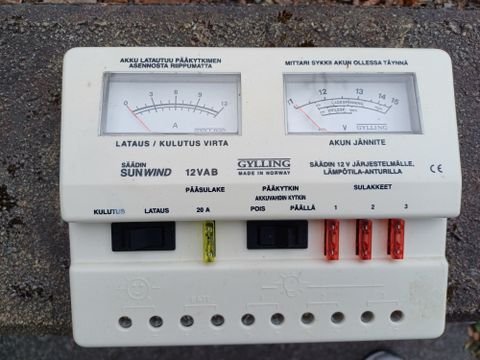 AKKU LATAUTUU PÄÄKYTKIMEN
ASENNOSTA RIIPPUMATTA
0 3 6 9 12
A
LATAUS / KULUTUS VIRTA
MITTARI SYKKII AKUN OLLESSA TÄYNNÄ
11 12 13 14 15
V GYLLING
AKUN JÄNNITE
SÄÄDIN
SUNWIND 12VAB
GYLLING
MADE IN NORWAY
SÄÄDIN 12 V JÄRJESTELMÄLLE,
LÄMPÖTILA-ANTURILLA
CE
PÄÄSULAKE
KULUTUS LATAUS 20 A
PÄÄKYTKIN
AKKUVAHDIN KYTKIN
POIS PÄÄLLÄ
SULAKKEET
1 2 3